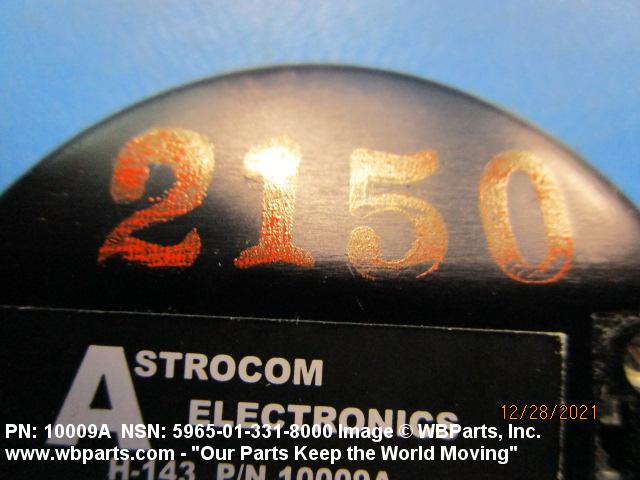 2150
ASTROCOM
ELECTRONICS
12/28/2021
PN: 10009A NSN: 5965-01-331-8000 Image © WBParts, Inc.
www.wbparts.com - "Our Parts Keep the World Moving"
H-143 P/N 10009A